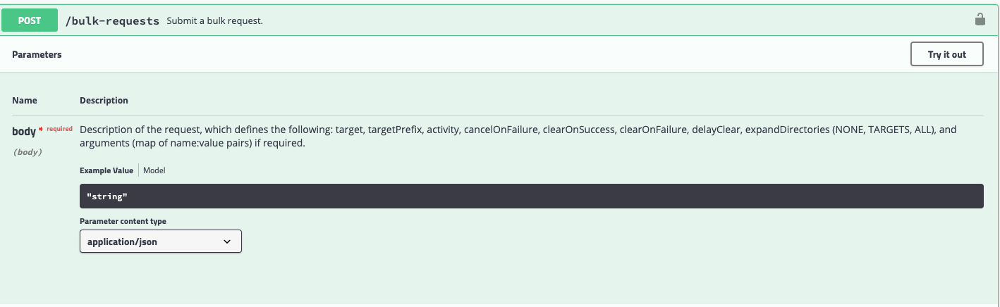 POST /bulk-requests Submit a bulk request.
Parameters Try it out
Name Description
body * required Description of the request, which defines the following: target, targetPrefix, activity, cancelOnFailure, clearOnSuccess, clearOnFailure, delayClear, expandDirectories (NONE, TARGETS, ALL), and
(body) arguments (map of name:value pairs) if required.
Example Value Model
"string"
Parameter content type
application/json